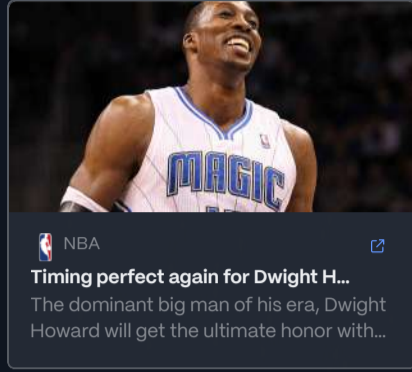 MAGIC
NBA
Timing perfect again for Dwight H...
The dominant big man of his era, Dwight
Howard will get the ultimate honor with...